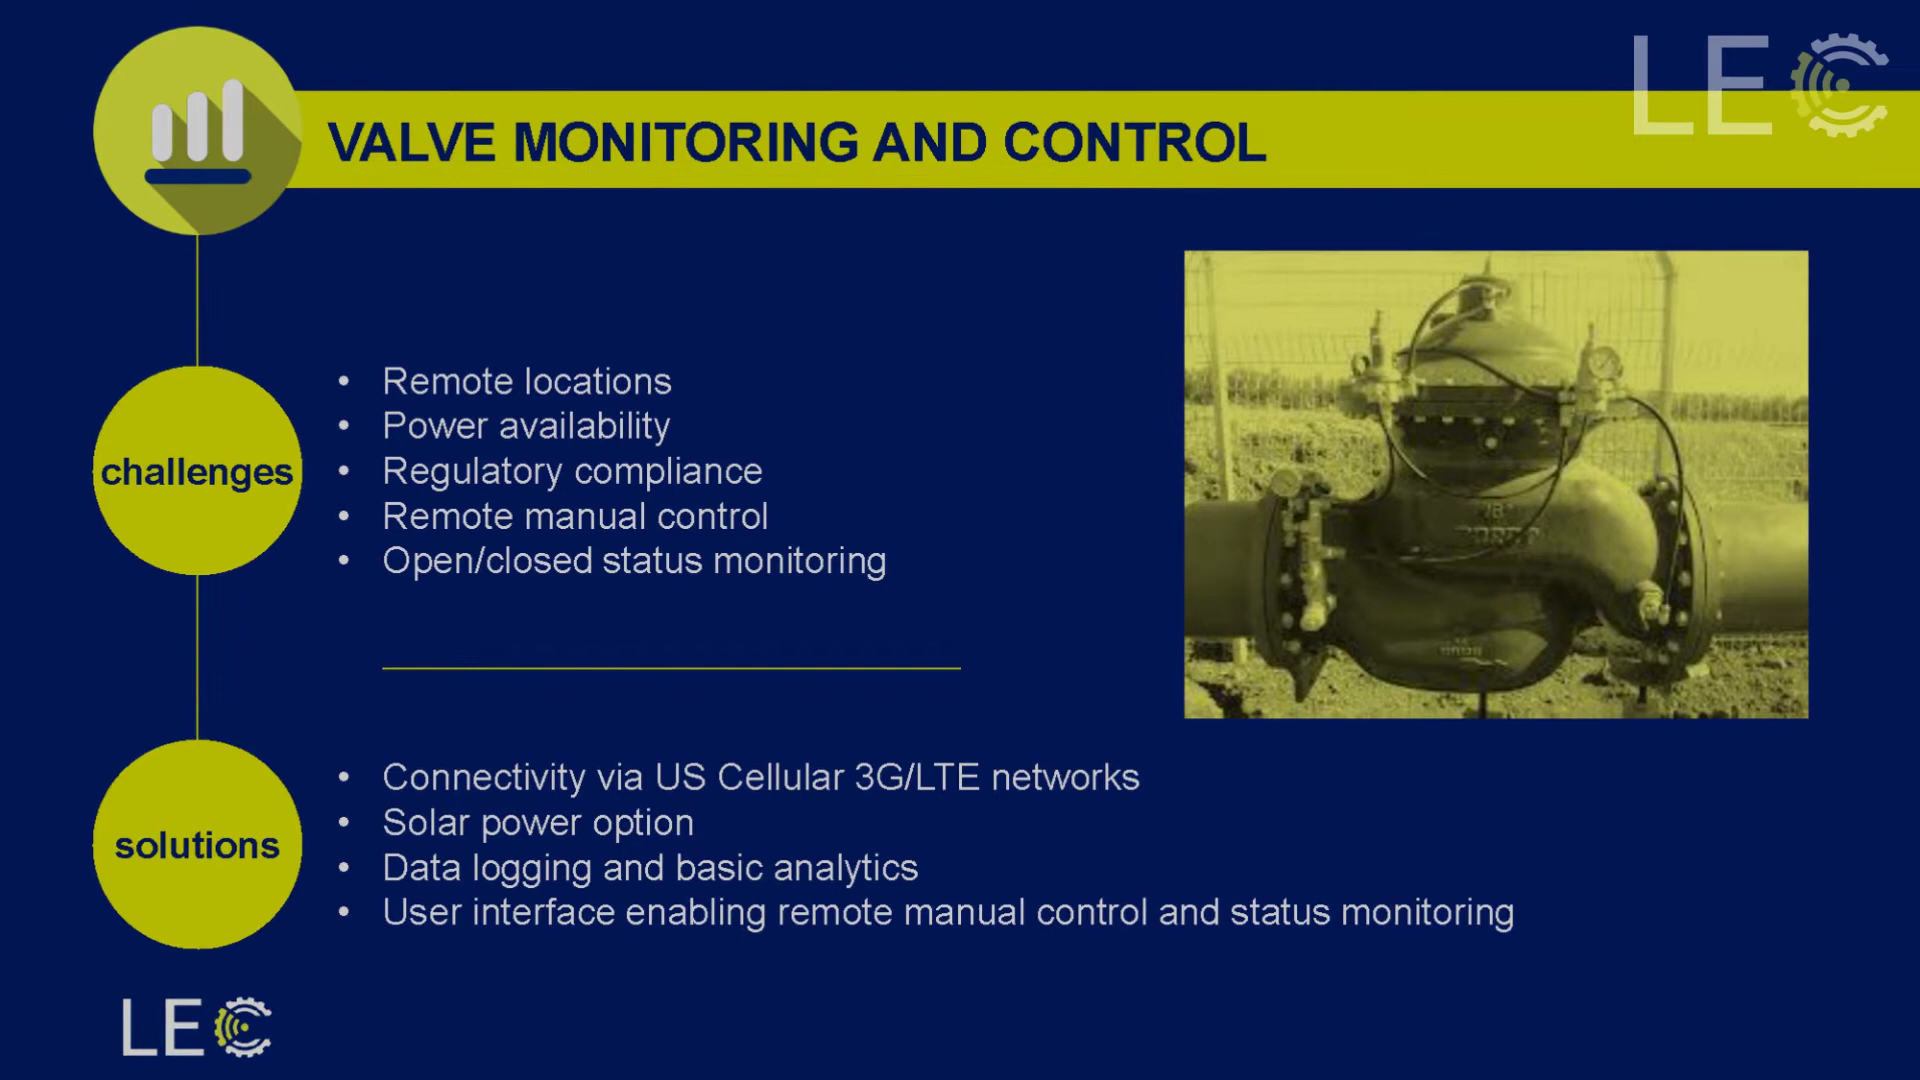 LEC
VALVE MONITORING AND CONTROL
challenges
• Remote locations
• Power availability
• Regulatory compliance
• Remote manual control
• Open/closed status monitoring
solutions
• Connectivity via US Cellular 3G/LTE networks
• Solar power option
• Data logging and basic analytics
• User interface enabling remote manual control and status monitoring
LEC